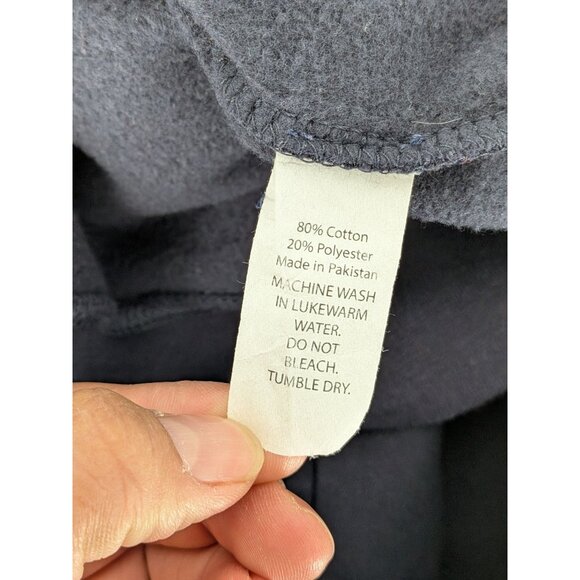 80% Cotton
20% Polyester
Made in Pakistan
MACHINE WASH
IN LUKEWARM
WATER.
DO NOT
BLEACH.
TUMBLE DRY.